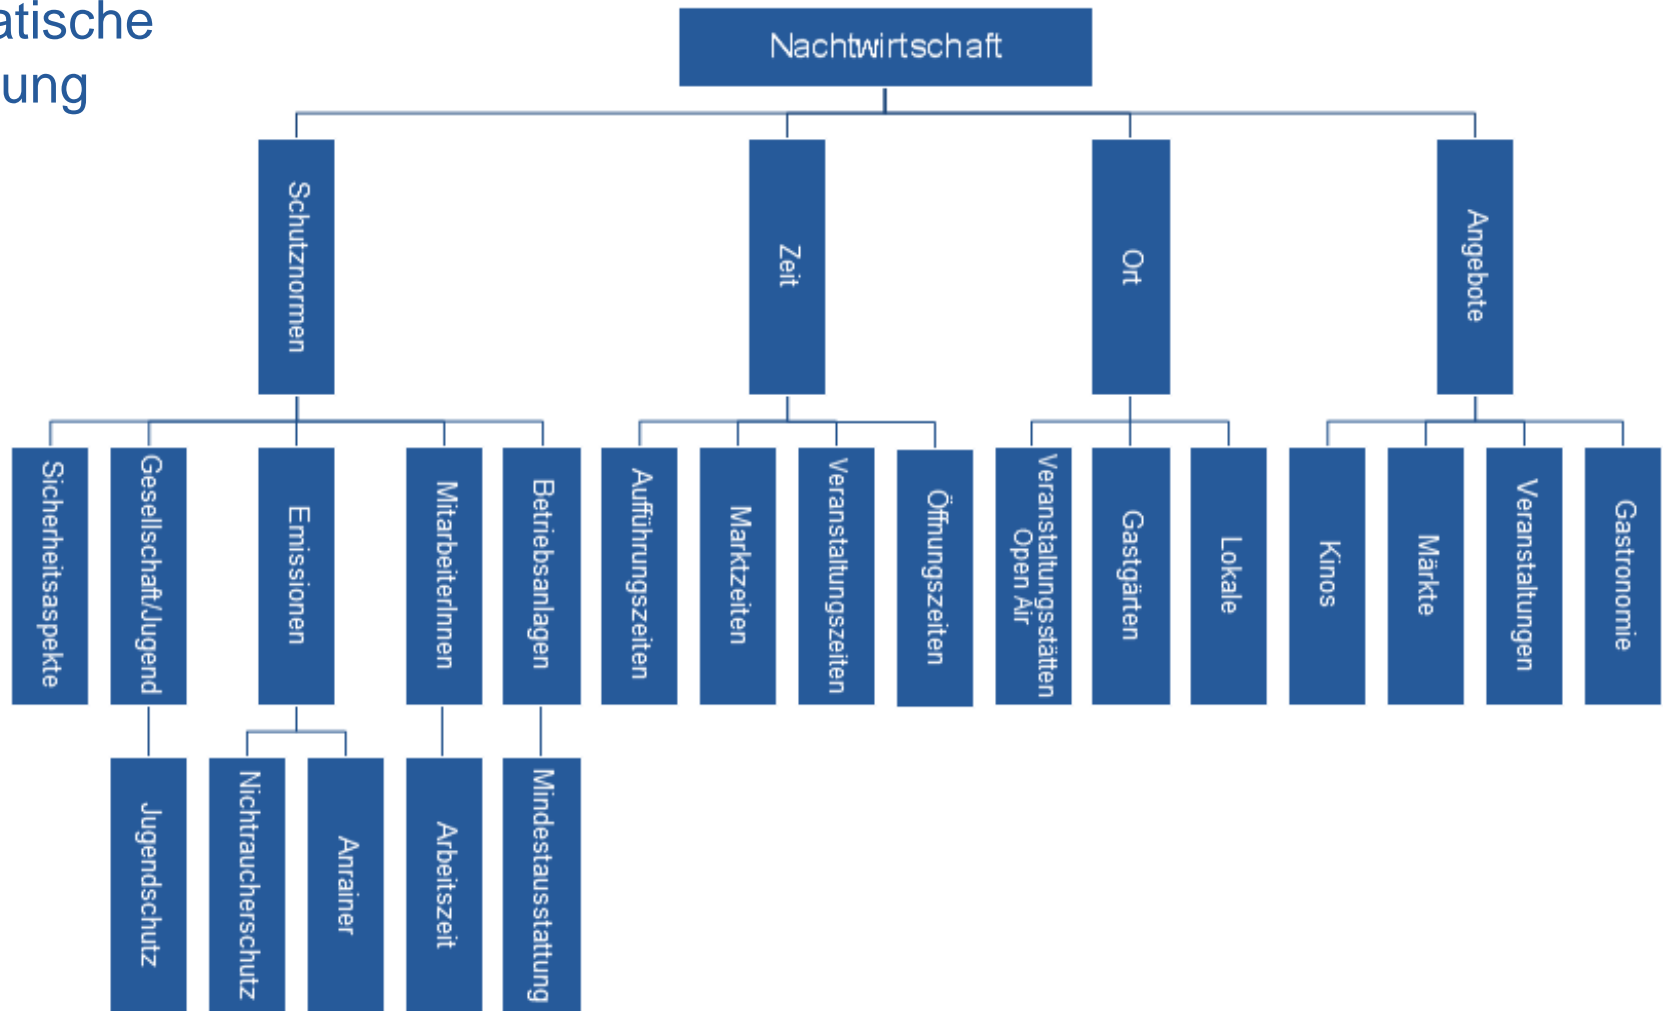 atische
ung
Nachtwirtschaft
Schutznormen
Zeit
Ort
Angebote
Sicherheitsaspekte
Gesellschaft/Jugend
Emissionen
MitarbeiterInnen
Betriebsanlagen
Aufführungszeiten
Marktzeiten
Veranstaltungszeiten
Öffnungszeiten
Veranstaltungsstätten
Open Air
Gastgärten
Lokale
Kinos
Märkte
Veranstaltungen
Gastronomie
Jugendschutz
Nichtraucherschutz
Anrainer
Arbeitszeit
Mindestausstattung